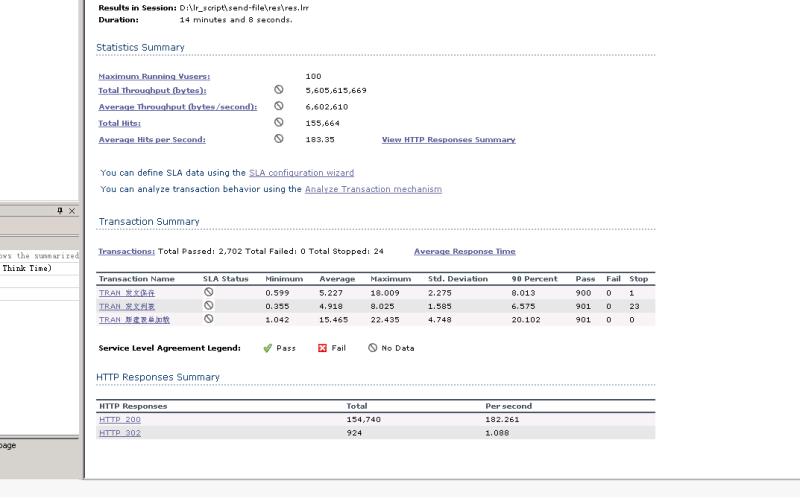 Results in Session: D:\lr_script\send-file\res\res.lrr
Duration: 14 minutes and 8 seconds.
Statistics Summary
Maximum Running Vusers: 100
Total Throughput (bytes): 5,605,615,669
Average Throughput (bytes/second): 6,602,610
Total Hits: 155,664
Average Hits per Second: 183.35 View HTTP Responses Summary
You can define SLA data using the SLA configuration wizard
You can analyze transaction behavior using the Analyze Transaction mechanism
Transaction Summary
ows the summarized
Transactions: Total Passed: 2,702 Total Failed: 0 Total Stopped: 24 Average Response Time
Think Time)
Transaction Name SLA Status Minimum Average Maximum Std. Deviation 90 Percent Pass Fail Stop
TRAN_发文保存 0.599 5.227 18.009 2.275 8.013 900 0 1
TRAN_发文列表 0.355 4.918 8.025 1.585 6.575 901 0 23
TRAN_新建表单加载 1.042 15.465 22.435 4.748 20.102 901 0 0
Service Level Agreement Legend: Pass Fail No Data
HTTP Responses Summary
HTTP Responses Total Per second
HTTP_200 154,740 182.261
HTTP_302 924 1.088
page